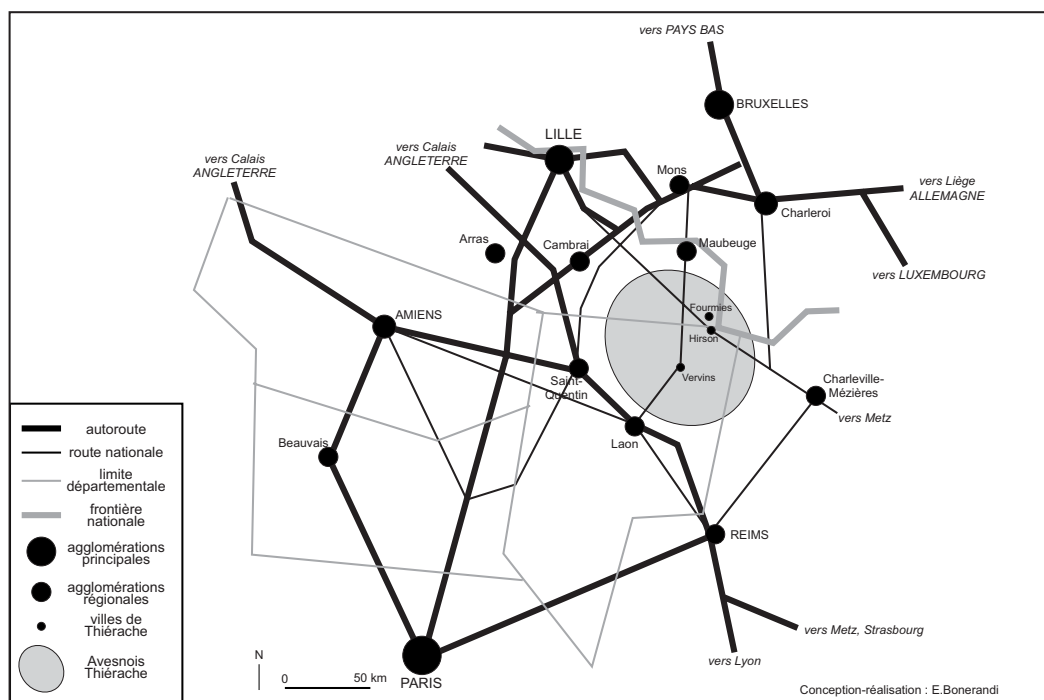 vers PAYS BAS
BRUXELLES
LILLE
vers Calais
ANGLETERRE
vers Calais
ANGLETERRE
Mons
vers Liège
ALLEMAGNE
Charleroi
Arras
Cambrai
Maubeuge
vers LUXEMBOURG
Fournies
Hirson
AMIENS
Saint-
Quentin
Vervins
Charleville-
Mézières
vers Metz
Beauvais
Laon
REIMS
vers Metz, Strasbourg
vers Lyon
PARIS
autoroute
route nationale
limite
départementale
frontière
nationale
agglomérations
principales
agglomérations
régionales
villes de
Thiérache
Avesnois
Thiérache
N
0 50 km
Conception-réalisation : E.Bonerandi